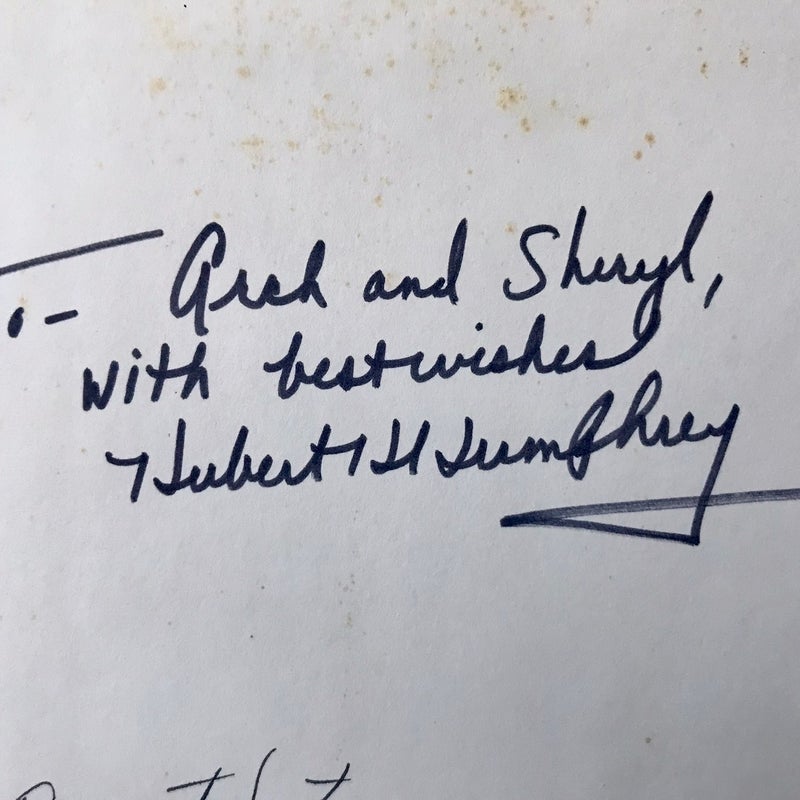 To- Arch and Sheryl,
with best wishes
Hubert H Humphrey